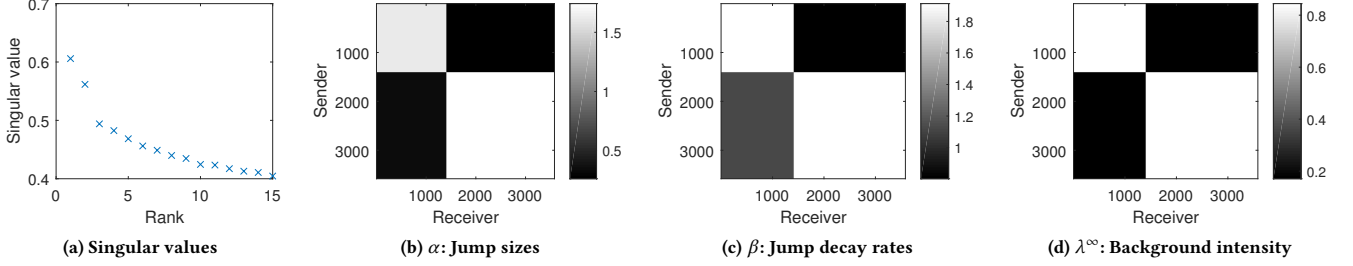 0.7
0.6
0.5
0.4
Singular value
0 5 10 15
Rank
(a) Singular values
1000
2000
3000
Sender
1000 2000 3000
Receiver
1.5
1
0.5
(b) α: Jump sizes
1000
2000
3000
Sender
1000 2000 3000
Receiver
1.8
1.6
1.4
1.2
1
(c) β: Jump decay rates
1000
2000
3000
Sender
1000 2000 3000
Receiver
0.8
0.6
0.4
0.2
(d) λ∞: Background intensity